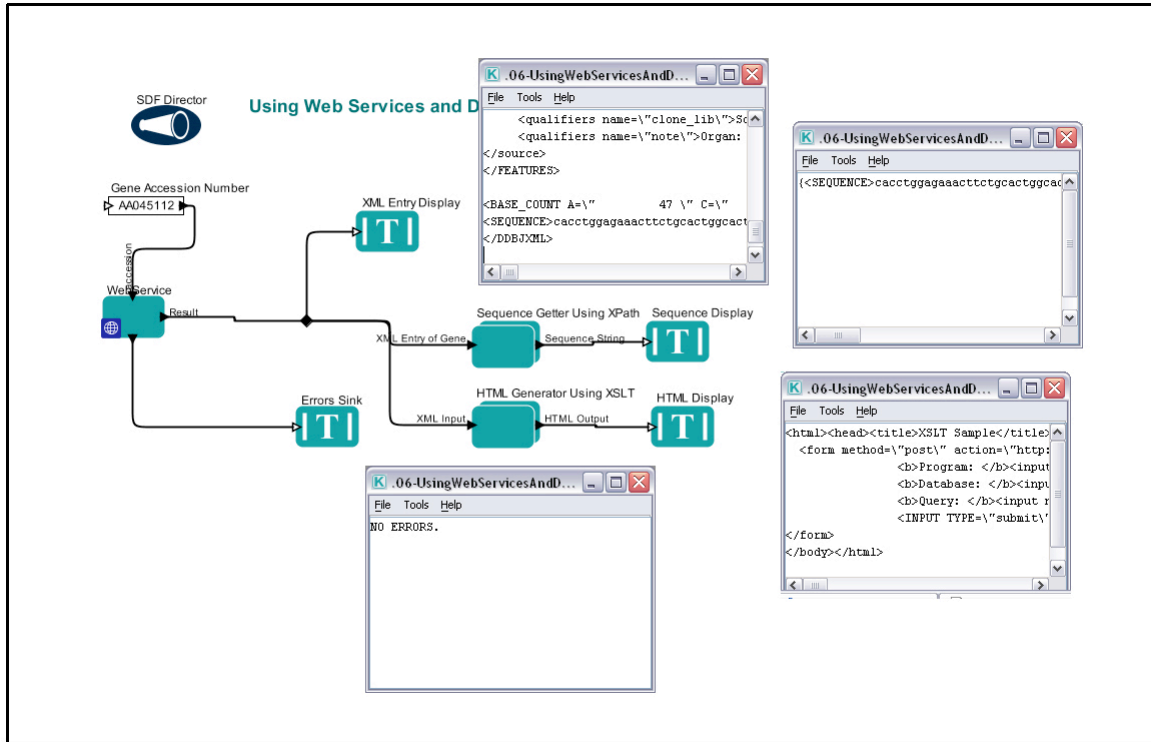 SDF Director
Using Web Services and D
Gene Accession Number
AA045112
accession
WebService
Result
XML Entry Display
T
XML Entry of Gene
Sequence Getter Using XPath
Sequence String
Sequence Display
T
XML Input
HTML Generator Using XSLT
HTML Output
HTML Display
T
Errors Sink
T
K .06-UsingWebServicesAndD...
File Tools Help
<qualifiers name=\"clone_lib\">So
<qualifiers name=\"note\">Organ:
</source>
</FEATURES>
<BASE_COUNT A=\" 47 \" C=\"
<SEQUENCE>cacctggagaaacttctgcactggcact
</DDBJXML>
K .06-UsingWebServicesAndD...
File Tools Help
{<SEQUENCE>cacctggagaaacttctgcactggcac
K .06-UsingWebServicesAndD...
File Tools Help
<html><head><title>XSLT Sample</title>
<form method=\"post\" action=\"http:
<b>Program: </b><input
<b>Database: </b><inpu
<b>Query: </b><input n
<INPUT TYPE=\"submit\"
</form>
</body></html>
K .06-UsingWebServicesAndD...
File Tools Help
NO ERRORS.